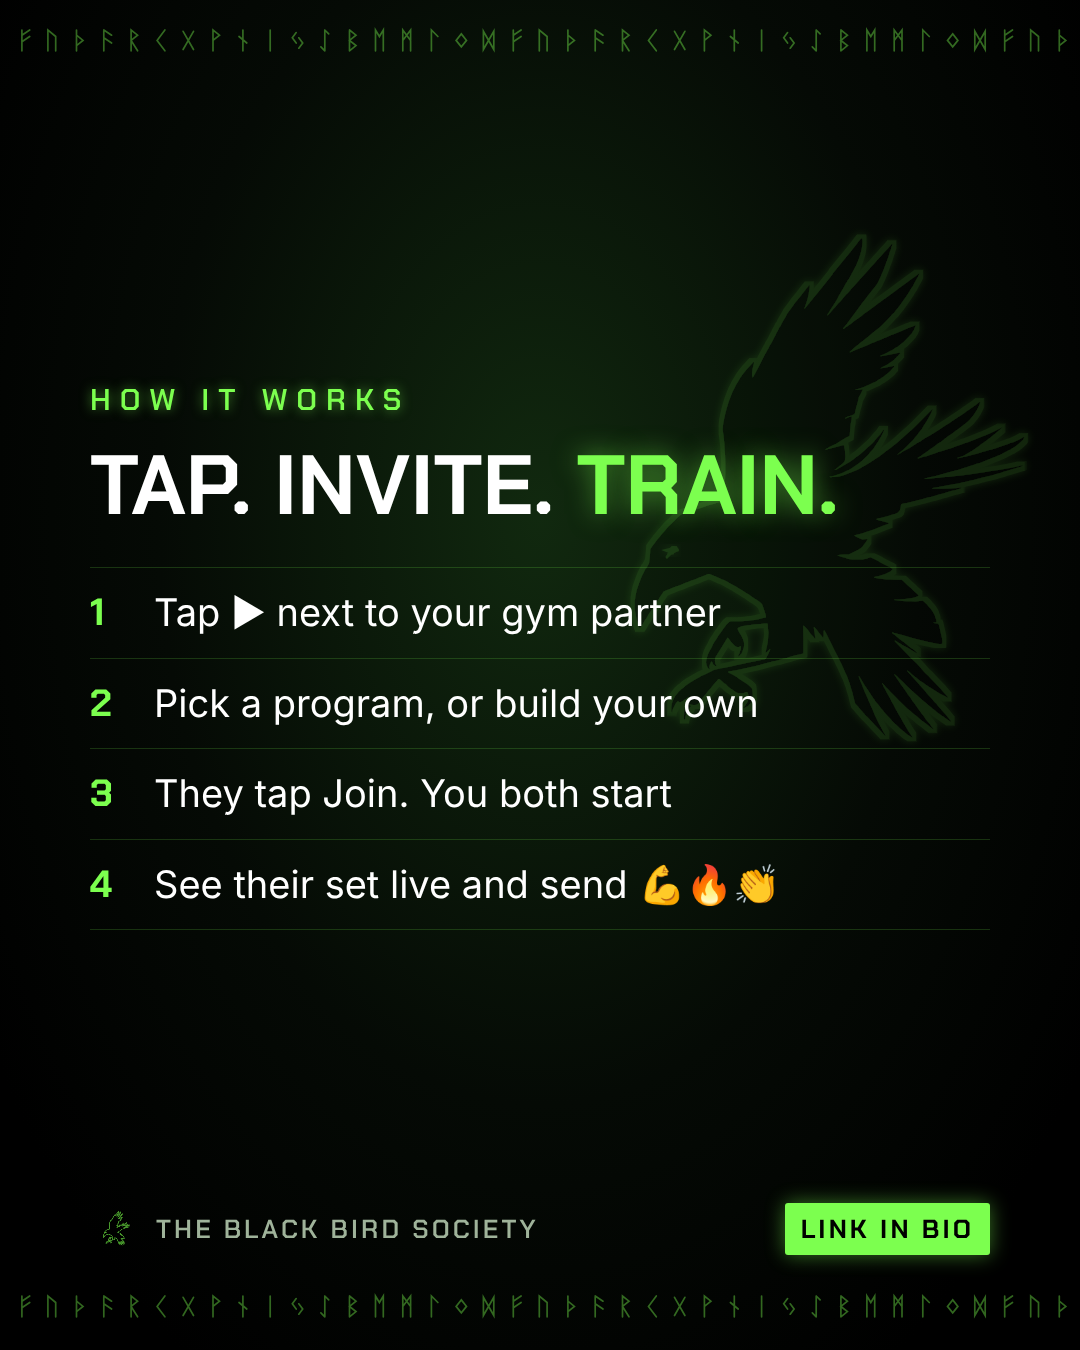 ᚠ ᚢ ᚦ ᚨ ᚱ ᚲ ᚷ ᚹ ᚾ ᛁ ᛃ ᛇ ᛒ ᛖ ᛗ ᛚ ᛜ ᛞ ᚠ ᚢ ᚦ ᚨ ᚱ ᚲ ᚷ ᚹ ᚾ ᛁ ᛃ ᛇ ᛒ ᛖ ᛗ ᛚ ᛜ ᛞ ᚠ ᚢ ᚦ
HOW IT WORKS
TAP. INVITE. TRAIN.
1 Tap ▶ next to your gym partner
2 Pick a program, or build your own
3 They tap Join. You both start
4 See their set live and send 💪🔥👏
THE BLACK BIRD SOCIETY
LINK IN BIO
ᚠ ᚢ ᚦ ᚨ ᚱ ᚲ ᚷ ᚹ ᚾ ᛁ ᛃ ᛇ ᛒ ᛖ ᛗ ᛚ ᛜ ᛞ ᚠ ᚢ ᚦ ᚨ ᚱ ᚲ ᚷ ᚹ ᚾ ᛁ ᛃ ᛇ ᛒ ᛖ ᛗ ᛚ ᛜ ᛞ ᚠ ᚢ ᚦ